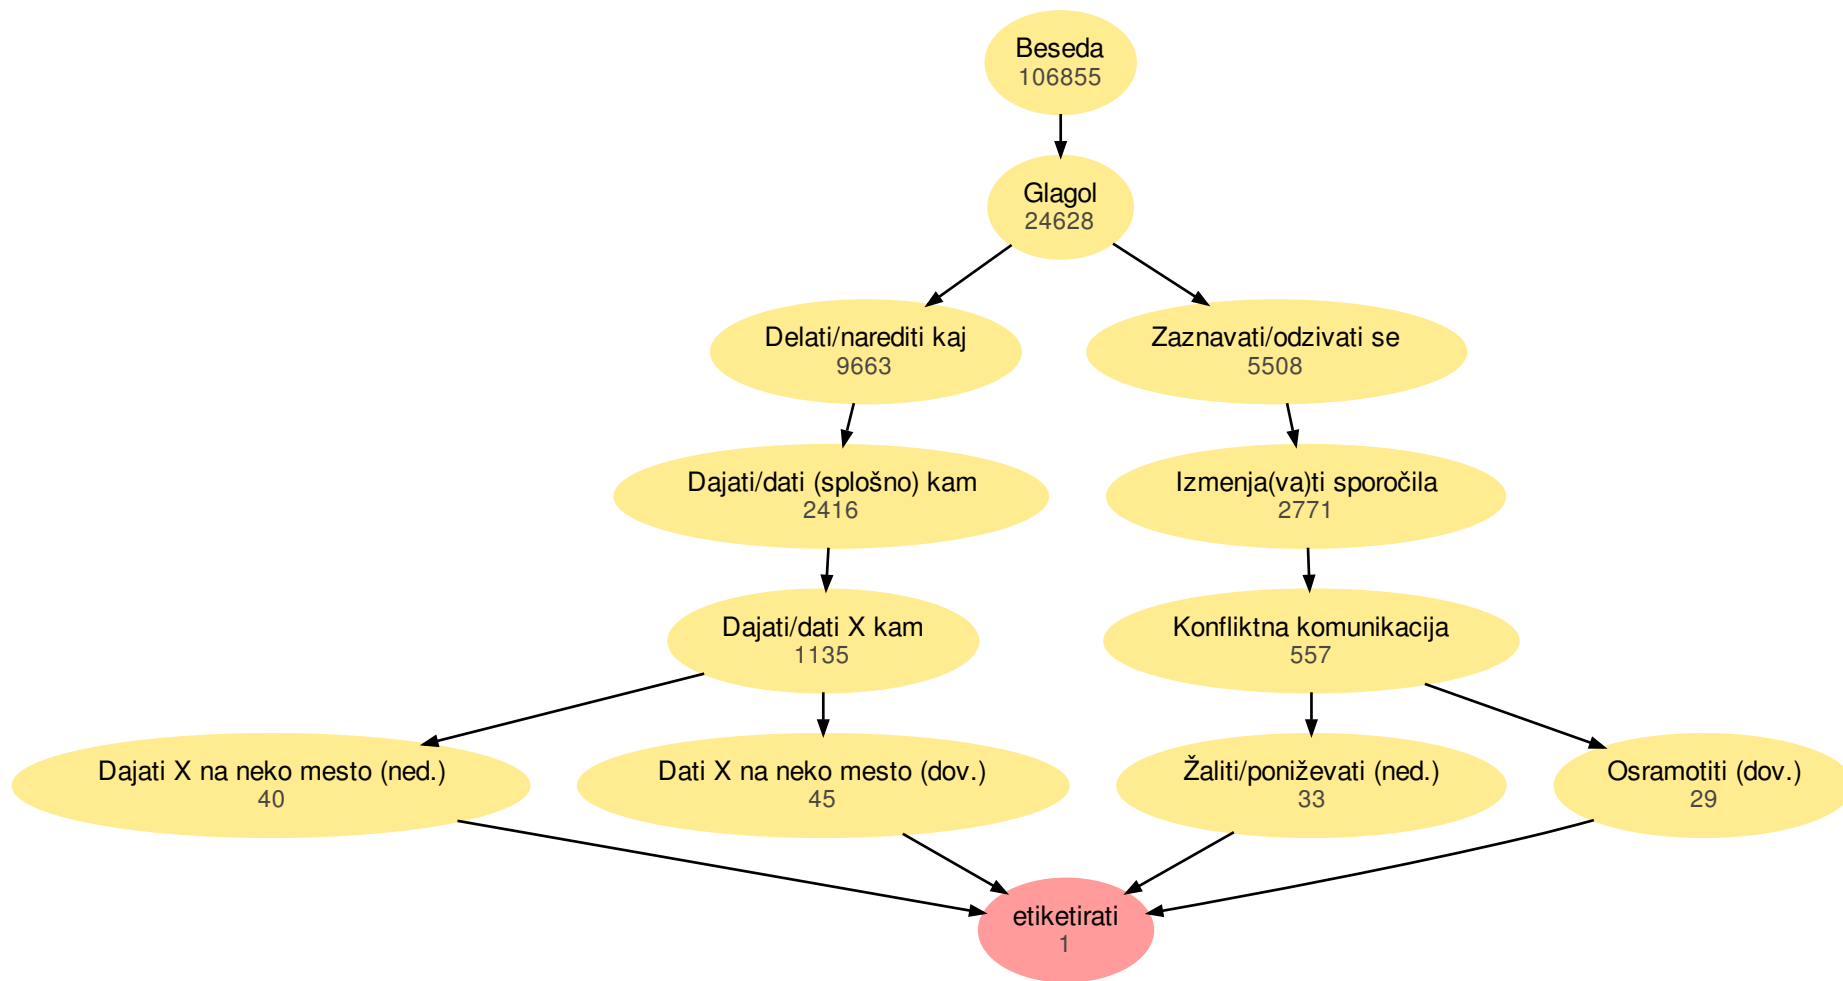 Beseda
106855
Glagol
24628
Delati/narediti kaj
9663
Zaznavati/odzivati se
5508
Dajati/dati (splošno) kam
2416
Izmenja(va)ti sporočila
2771
Dajati/dati X kam
1135
Konfliktna komunikacija
557
Dajati X na neko mesto (ned.)
40
Dati X na neko mesto (dov.)
45
Žaliti/poniževati (ned.)
33
Osramotiti (dov.)
29
etiketirati
1